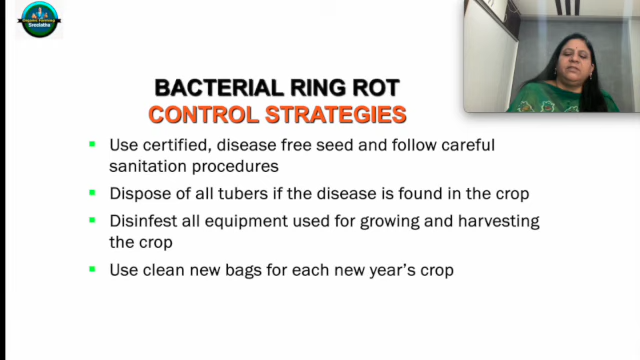 Sreelatha
BACTERIAL RING ROT
CONTROL STRATEGIES
Use certified, disease free seed and follow careful
sanitation procedures
Dispose of all tubers if the disease is found in the crop
Disinfest all equipment used for growing and harvesting
the crop
Use clean new bags for each new year's crop